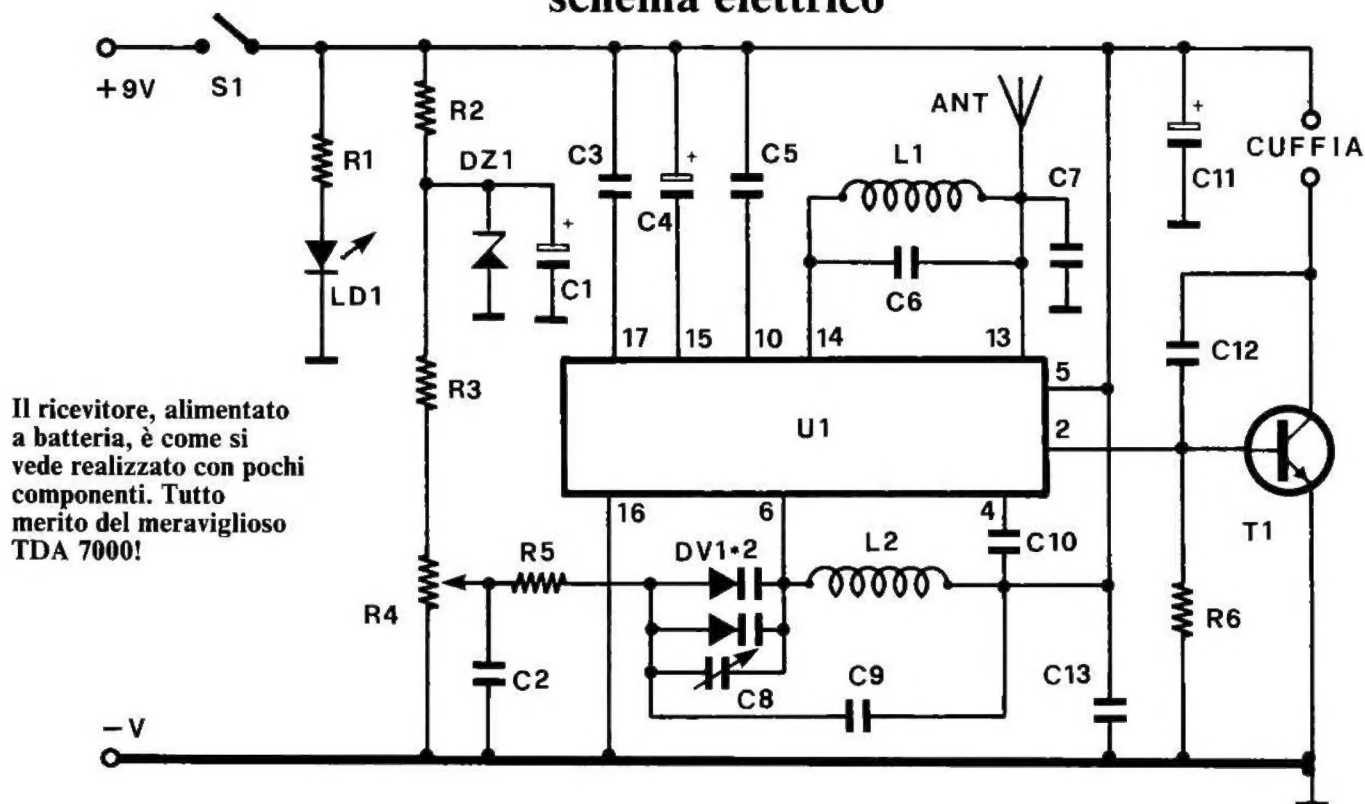 schema elettrico
+9V
S1
R1
LD1
R2
DZ1
C1
+
C3
C4
+
C5
ANT
L1
C6
C7
C11
+
CUFFIA
17
15
10
14
13
5
2
U1
16
6
4
C12
T1
R3
R4
R5
C2
DV1•2
L2
C8
C9
C10
C13
R6
-V
Il ricevitore, alimentato
a batteria, è come si
vede realizzato con pochi
componenti. Tutto
merito del meraviglioso
TDA 7000!